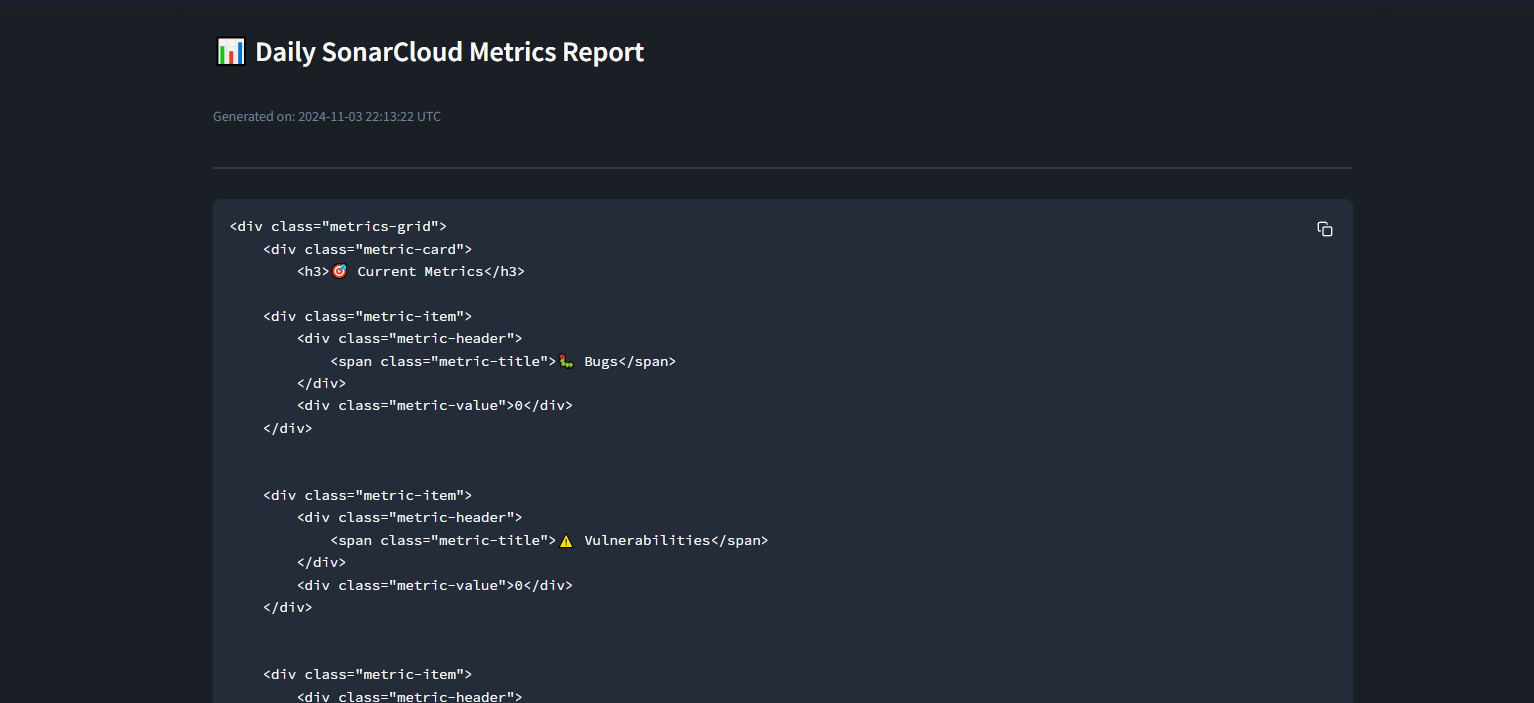 📊 Daily SonarCloud Metrics Report
Generated on: 2024-11-03 22:13:22 UTC
<div class="metrics-grid">
    <div class="metric-card">
        <h3>🎯 Current Metrics</h3>
    <div class="metric-item">
        <div class="metric-header">
            <span class="metric-title">🐛 Bugs</span>
        </div>
        <div class="metric-value">0</div>
    </div>
    <div class="metric-item">
        <div class="metric-header">
            <span class="metric-title">⚠️ Vulnerabilities</span>
        </div>
        <div class="metric-value">0</div>
    </div>
    <div class="metric-item">
        <div class="metric-header">